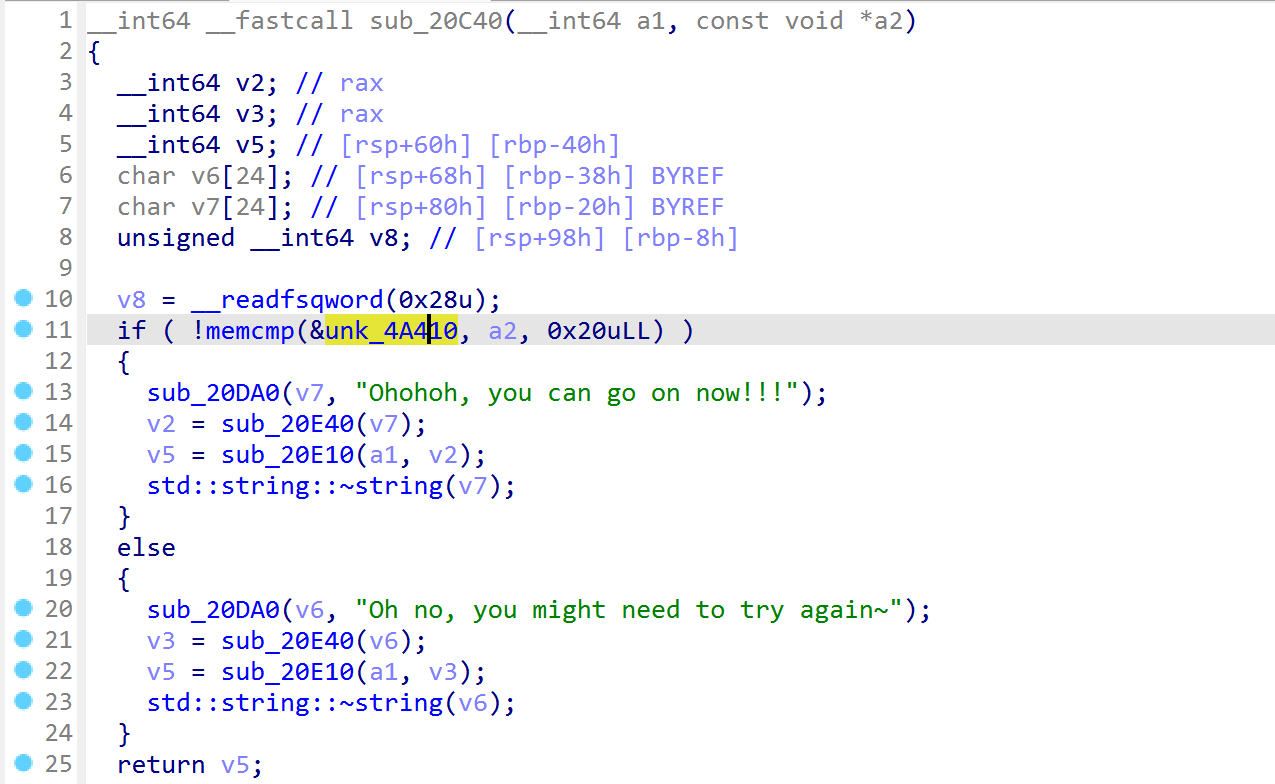 1 __int64 __fastcall sub_20C40(__int64 a1, const void *a2)
2 {
3   __int64 v2; // rax
4   __int64 v3; // rax
5   __int64 v5; // [rsp+60h] [rbp-40h]
6   char v6[24]; // [rsp+68h] [rbp-38h] BYREF
7   char v7[24]; // [rsp+80h] [rbp-20h] BYREF
8   unsigned __int64 v8; // [rsp+98h] [rbp-8h]
9
10   v8 = __readfsqword(0x28u);
11   if ( !memcmp(&unk_4A410, a2, 0x20uLL) )
12   {
13     sub_20DA0(v7, "Ohohoh, you can go on now!!!");
14     v2 = sub_20E40(v7);
15     v5 = sub_20E10(a1, v2);
16     std::string::~string(v7);
17   }
18   else
19   {
20     sub_20DA0(v6, "Oh no, you might need to try again~");
21     v3 = sub_20E40(v6);
22     v5 = sub_20E10(a1, v3);
23     std::string::~string(v6);
24   }
25   return v5;